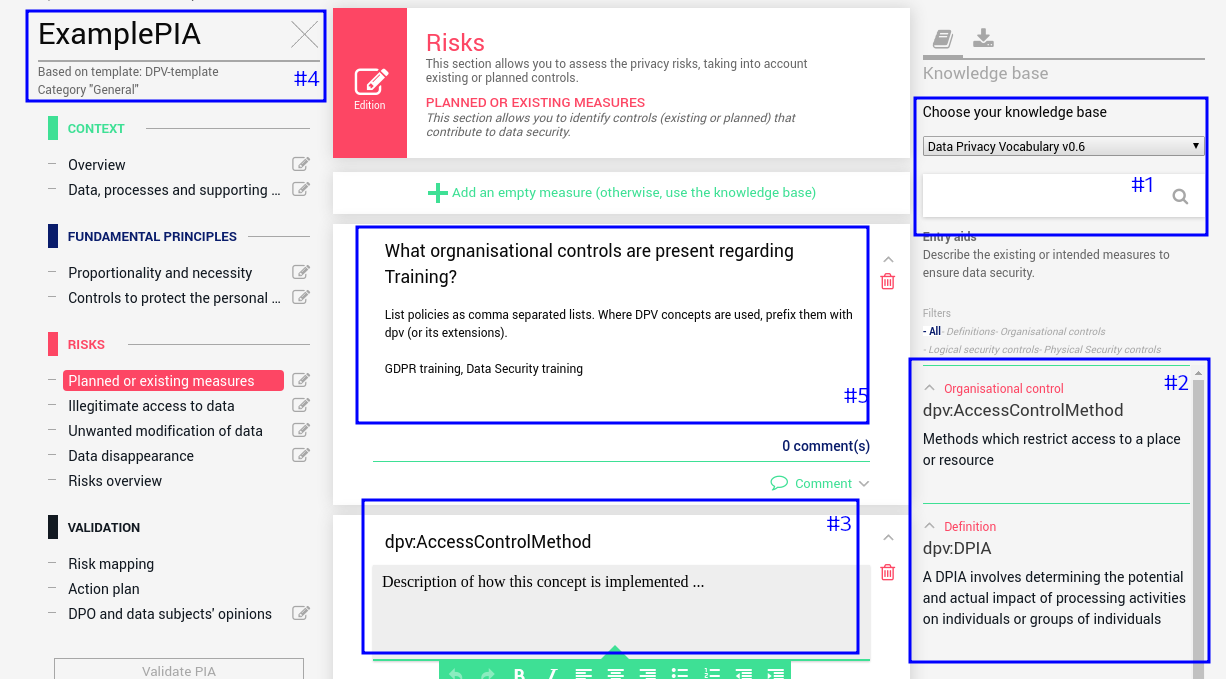 ExamplePIA
Based on template: DPV-template
Category "General"
#4
CONTEXT
Overview
Data, processes and supporting ...
FUNDAMENTAL PRINCIPLES
Proportionality and necessity
Controls to protect the personal ...
RISKS
Planned or existing measures
Illegitimate access to data
Unwanted modification of data
Data disappearance
Risks overview
VALIDATION
Risk mapping
Action plan
DPO and data subjects' opinions
Validate PIA
Edition
Risks
This section allows you to assess the privacy risks, taking into account
existing or planned controls.
PLANNED OR EXISTING MEASURES
This section allows you to identify controls (existing or planned) that
contribute to data security.
Add an empty measure (otherwise, use the knowledge base)
What orgnanisational controls are present regarding
Training?
List policies as comma separated lists. Where DPV concepts are used, prefix them with
dpv (or its extensions).
GDPR training, Data Security training
#5
0 comment(s)
Comment
#3
dpv:AccessControlMethod
Description of how this concept is implemented ...
B I
Knowledge base
Choose your knowledge base
Data Privacy Vocabulary v0.6
#1
Entry aids
Describe the existing or intended measures to
ensure data security.
Filters
- All- Definitions- Organisational controls
- Logical security controls- Physical Security controls
#2
Organisational control
dpv:AccessControlMethod
Methods which restrict access to a place
or resource
Definition
dpv:DPIA
A DPIA involves determining the potential
and actual impact of processing activities
on individuals or groups of individuals